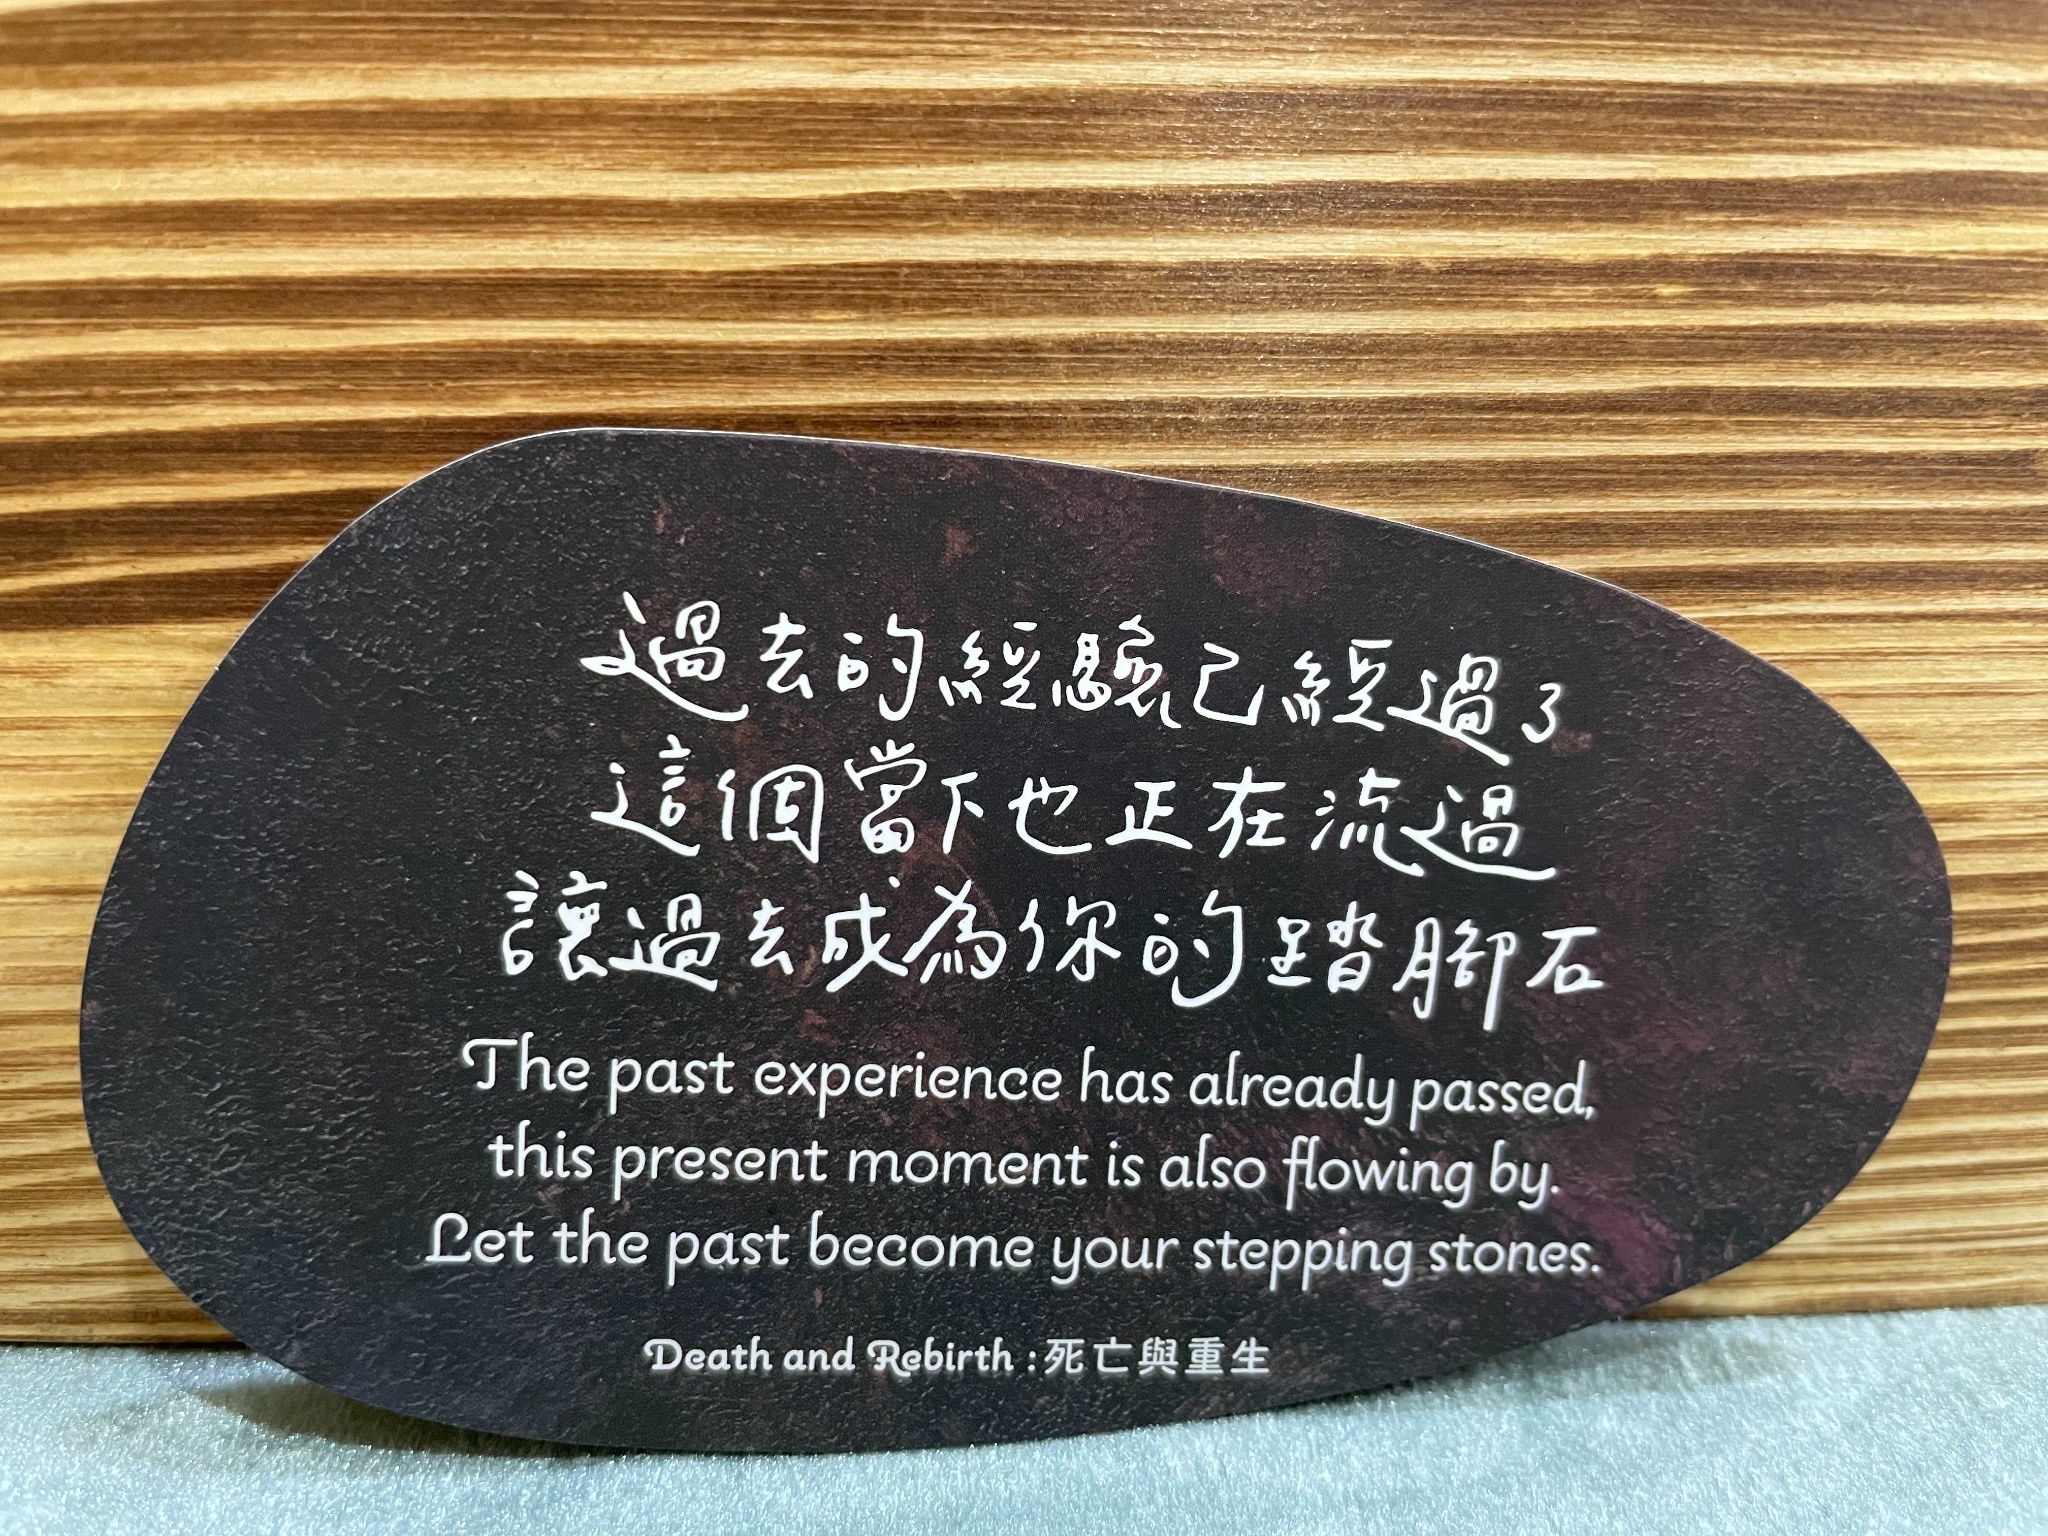 過去的經驗已經過了
這個當下也正在流過
讓過去成為你的踏腳石
The past experience has already passed,
this present moment is also flowing by.
Let the past become your stepping stones.
Death and Rebirth : 死亡與重生